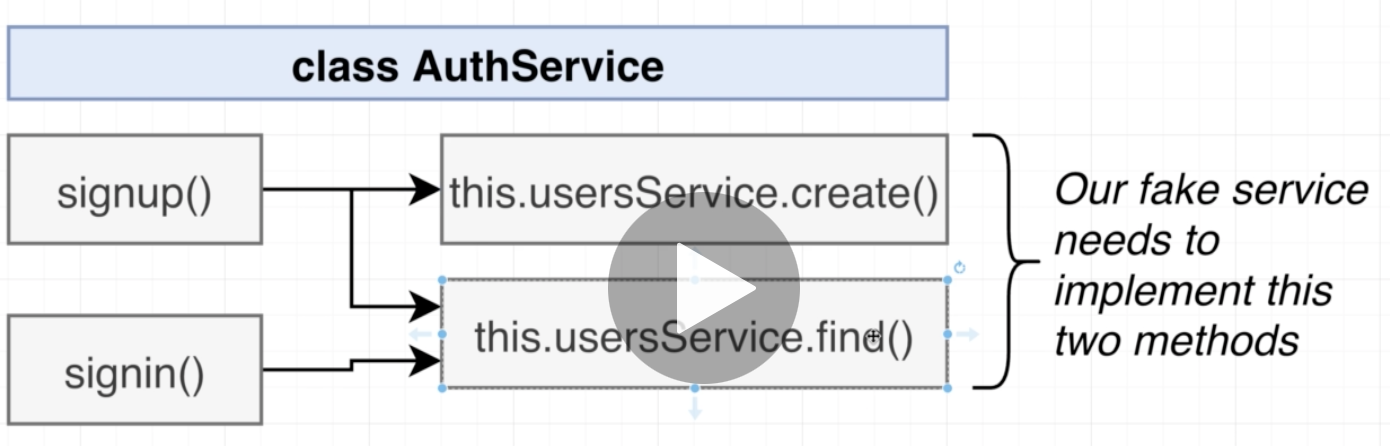 class AuthService
signup()
this.usersService.create()
signin()
this.usersService.find()
Our fake service
needs to
implement this
two methods